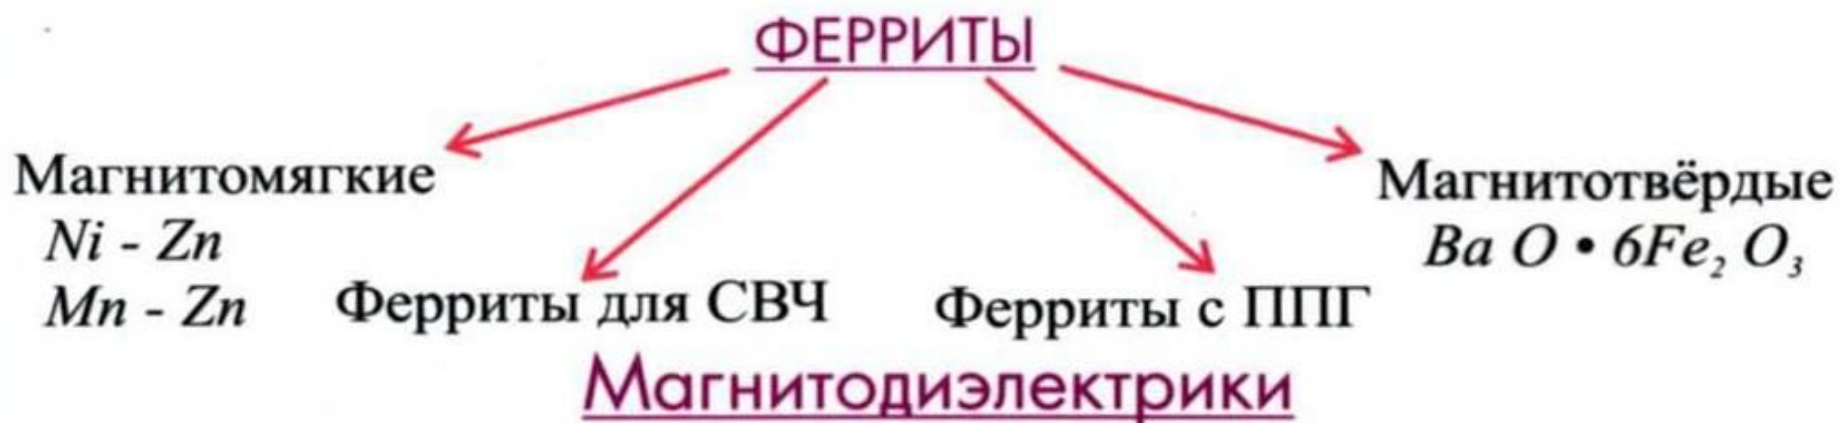 ФЕРРИТЫ
Магнитомягкие
Ni - Zn
Mn - Zn
Ферриты для СВЧ
Ферриты с ППГ
Магнитотвёрдые
Ba O • 6Fe₂ O₃
Магнитодиэлектрики